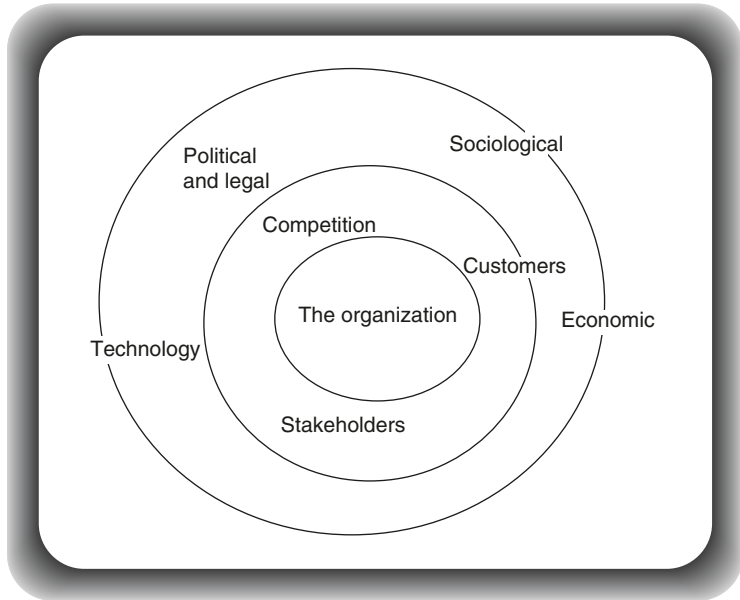 Sociological
Political
and legal
Competition
Customers
The organization
Economic
Technology
Stakeholders